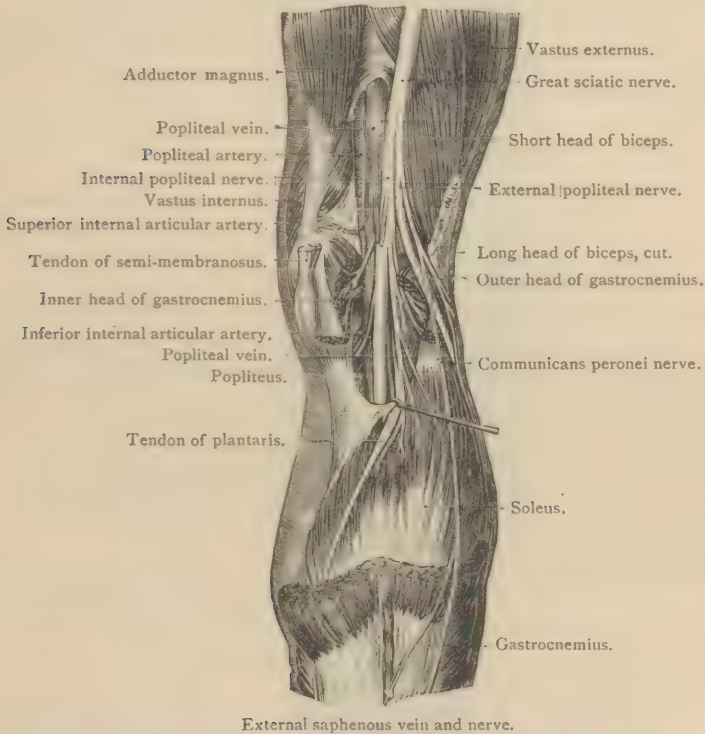 Adductor magnus.
Popliteal vein.
Popliteal artery.
Internal popliteal nerve.
Vastus internus.
Superior internal articular artery.
Tendon of semi-membranosus.
Inner head of gastrocnemius.
Inferior internal articular artery.
Popliteal vein.
Popliteus.
Tendon of plantaris.
Vastus externus.
Great sciatic nerve.
Short head of biceps.
External popliteal nerve.
Long head of biceps, cut.
Outer head of gastrocnemius.
Communicans peronei nerve.
Soleus.
Gastrocnemius.
External saphenous vein and nerve.